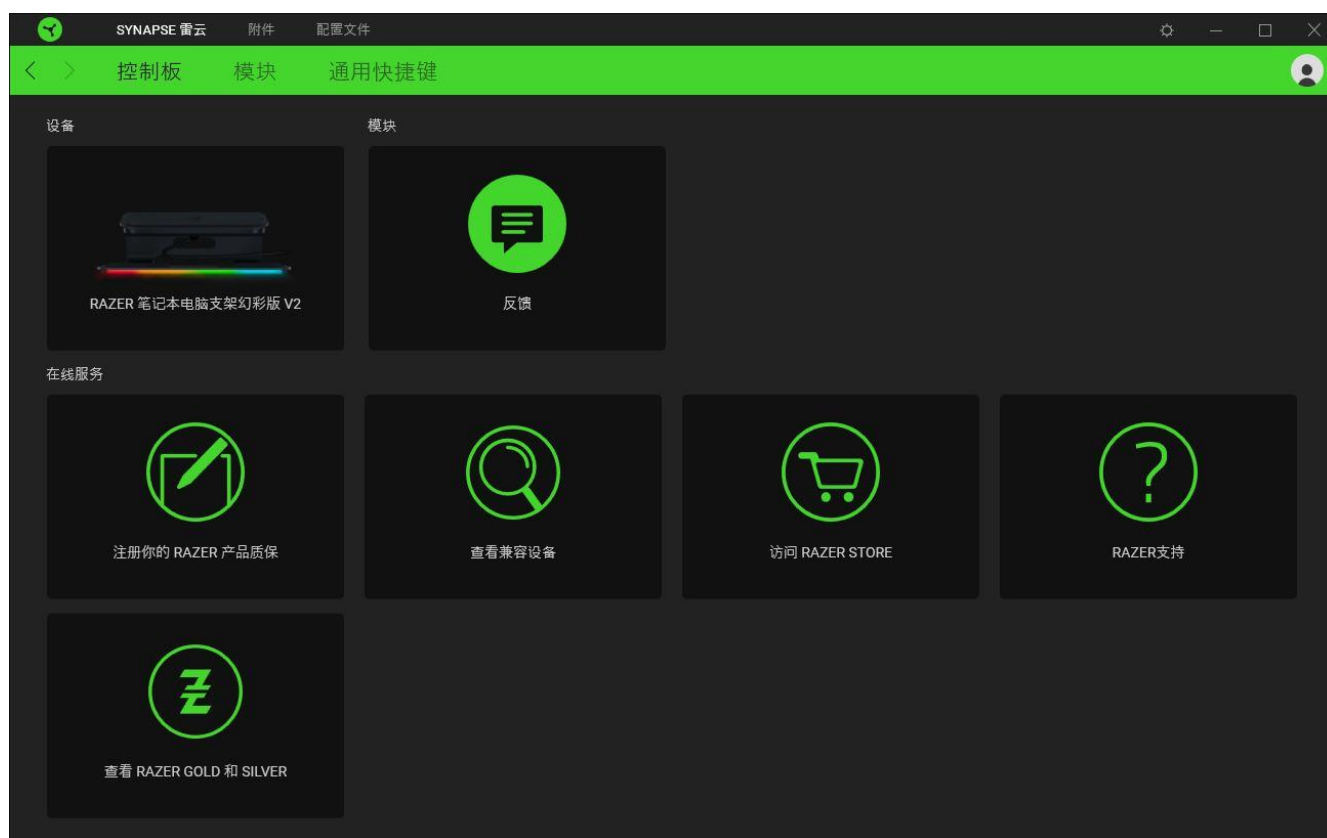 SYNAPSE 雷云 附件 配置文件
控制板 模块 通用快捷键
设备 模块
RAZER 笔记本电脑支架幻彩版 V2
反馈
在线服务
注册你的 RAZER 产品质保
查看兼容设备
访问 RAZER STORE
RAZER支持
查看 RAZER GOLD 和 SILVER